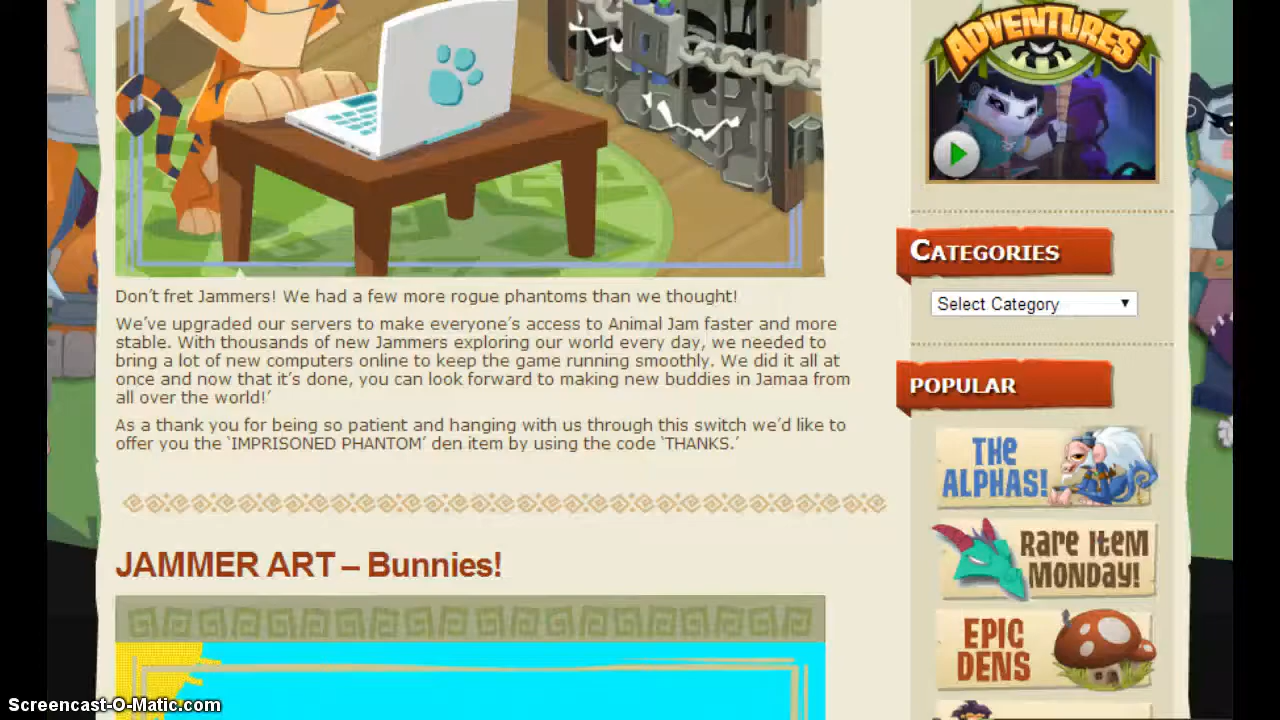 ADVENTURES
Don't fret Jammers! We had a few more rogue phantoms than we thought!
We've upgraded our servers to make everyone's access to Animal Jam faster and more
stable. With thousands of new Jammers exploring our world every day, we needed to
bring a lot of new computers online to keep the game running smoothly. We did it all at
once and now that it's done, you can look forward to making new buddies in Jamaa from
all over the world!'
As a thank you for being so patient and hanging with us through this switch we'd like to
offer you the 'IMPRISONED PHANTOM' den item by using the code 'THANKS.'
JAMMER ART – Bunnies!
CATEGORIES
Select Category
POPULAR
THE
ALPHAS!
RARE ITEM
MONDAY!
EPIC
DENS
Screencast-O-Matic.com